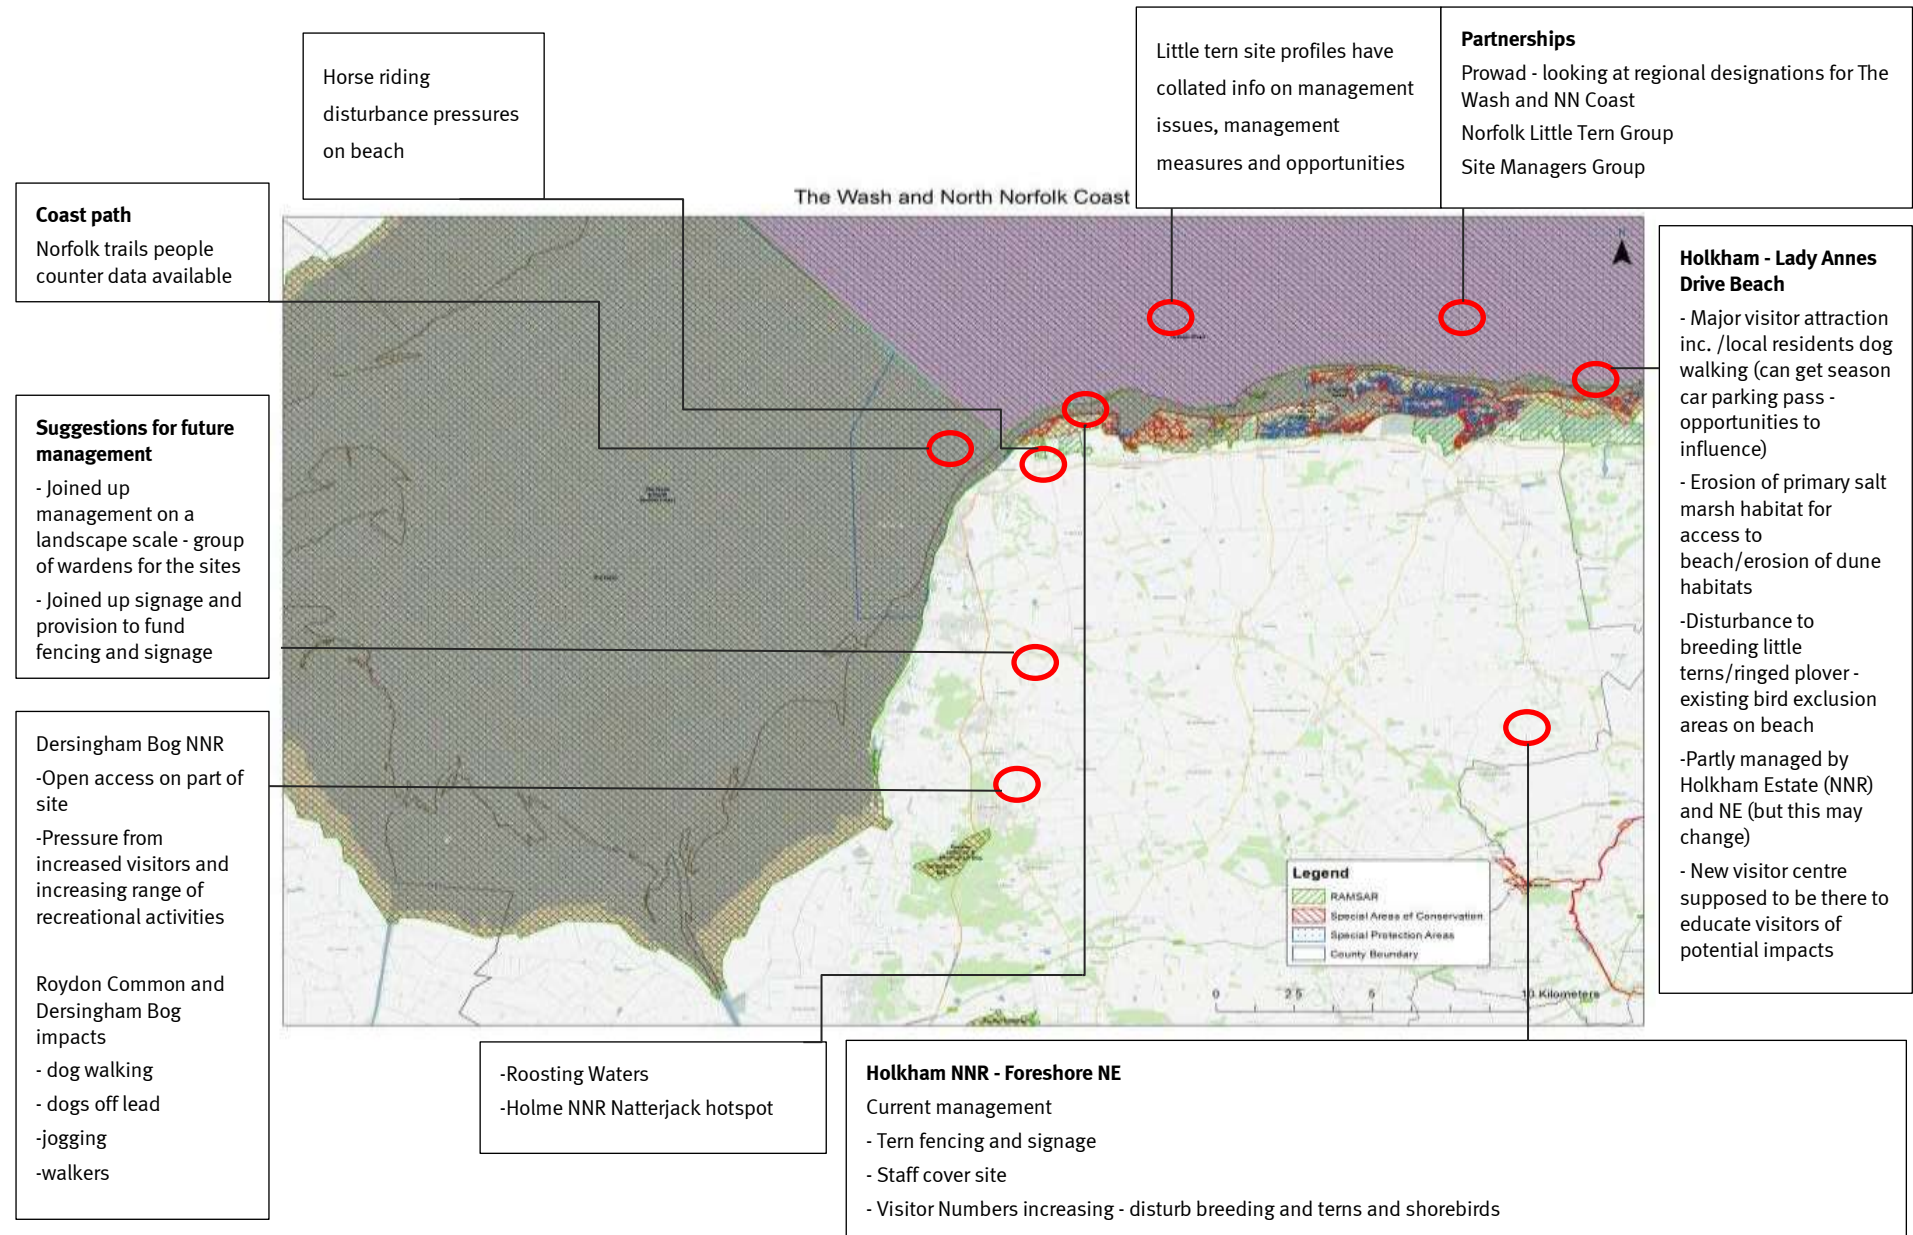 Horse riding
disturbance pressures
on beach
Little tern site profiles have
collated info on management
issues, management
measures and opportunities
Partnerships
Prowad - looking at regional designations for The
Wash and NN Coast
Norfolk Little Tern Group
Site Managers Group
The Wash and North Norfolk Coast
Coast path
Norfolk trails people
counter data available
Holkham - Lady Annes
Drive Beach
- Major visitor attraction
inc. /local residents dog
walking (can get season
car parking pass -
opportunities to
influence)
- Erosion of primary salt
marsh habitat for
access to
beach/erosion of dune
habitats
-Disturbance to
breeding little
terns/ringed plover -
existing bird exclusion
areas on beach
-Partly managed by
Holkham Estate (NNR)
and NE (but this may
change)
- New visitor centre
supposed to be there to
educate visitors of
potential impacts
Suggestions for future
management
- Joined up
management on a
landscape scale - group
of wardens for the sites
- Joined up signage and
provision to fund
fencing and signage
Dersingham Bog NNR
-Open access on part of
site
-Pressure from
increased visitors and
increasing range of
recreational activities
Roydon Common and
Dersingham Bog
impacts
- dog walking
- dogs off lead
-jogging
-walkers
Legend
RAMSAR
Special Areas of Conservation
Special Protection Areas
County Boundary
0 2.5 5 10 Kilometers
-Roosting Waters
-Holme NNR Natterjack hotspot
Holkham NNR - Foreshore NE
Current management
- Tern fencing and signage
- Staff cover site
- Visitor Numbers increasing - disturb breeding and terns and shorebirds